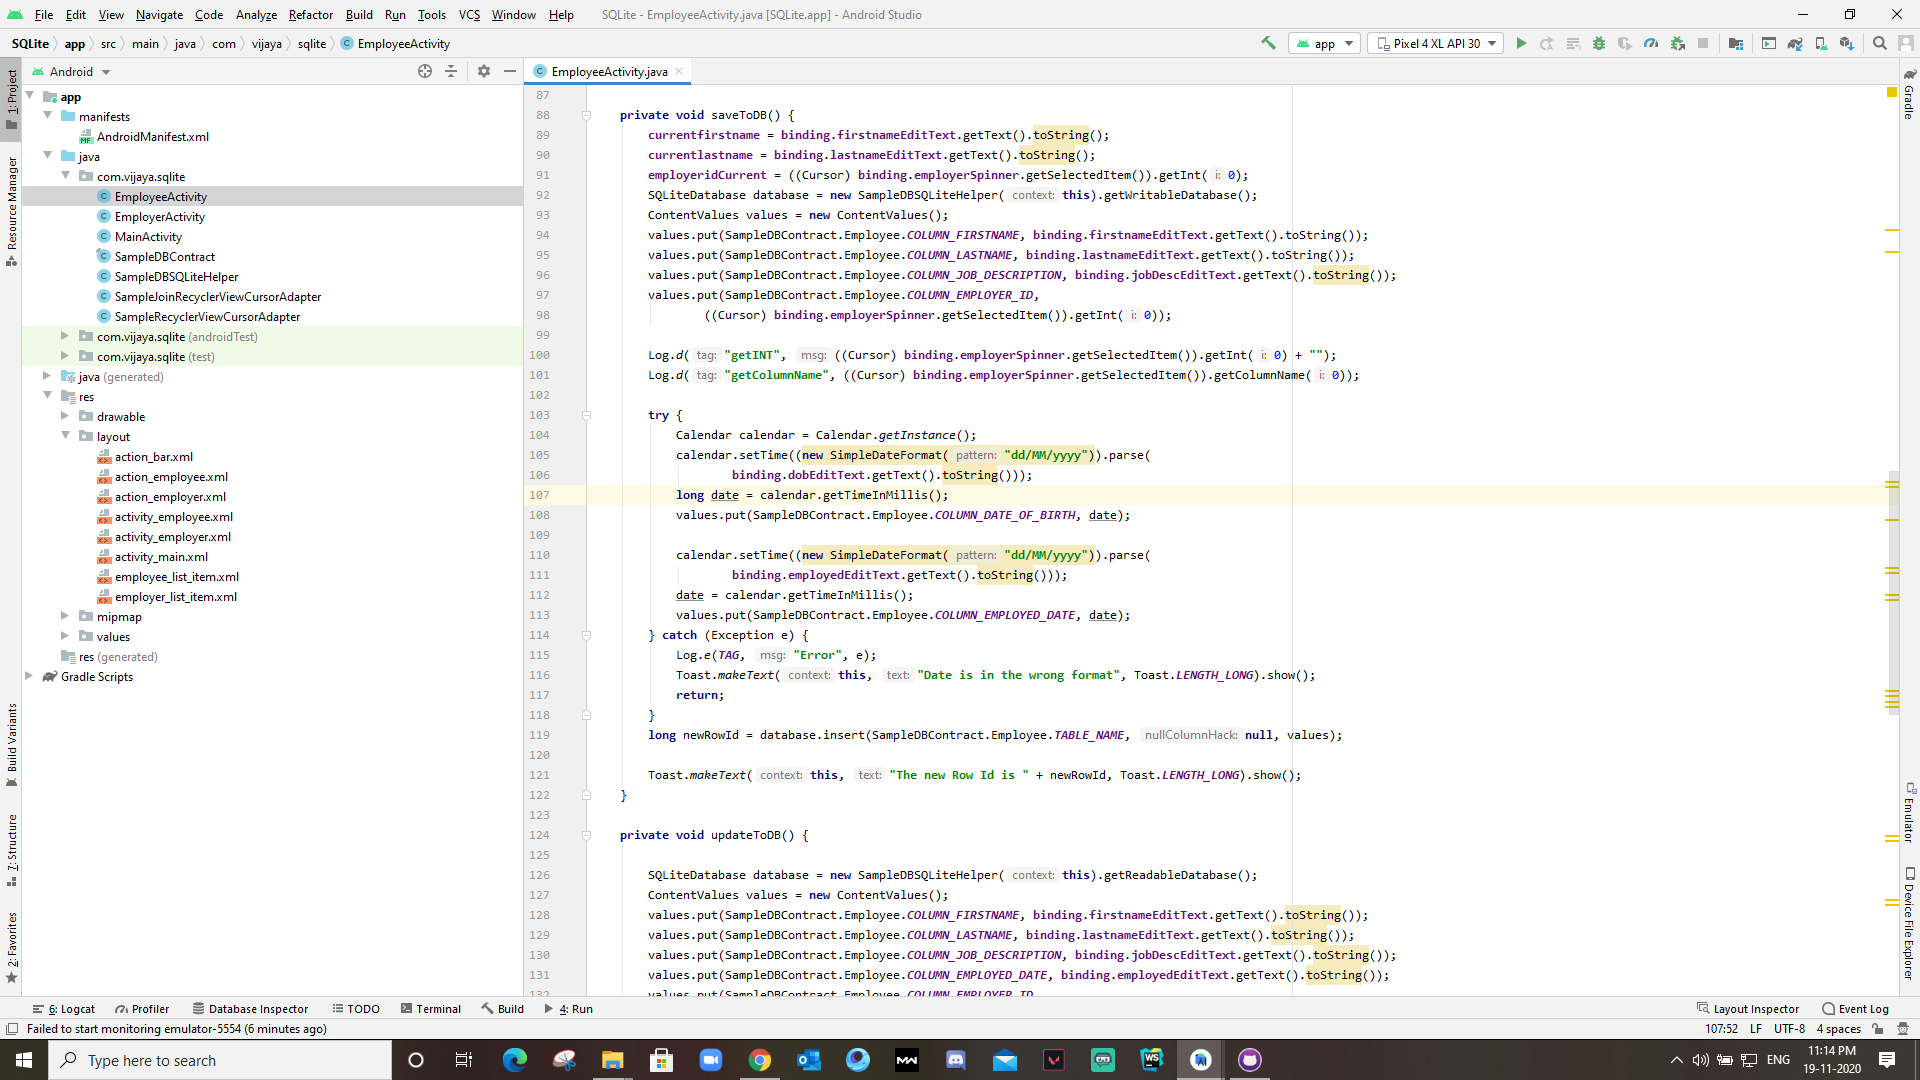 File Edit View Navigate Code Analyze Refactor Build Run Tools VCS Window Help SQLite - EmployeeActivity.java [SQLite.app] - Android Studio
SQLite app src main java com vijaya sqlite EmployeeActivity app Pixel 4 XL API 30
Android
EmployeeActivity.java
1: Project
Resource Manager
Build Variants
7: Structure
2: Favorites
app
manifests
AndroidManifest.xml
java
com.vijaya.sqlite
EmployeeActivity
EmployerActivity
MainActivity
SampleDBContract
SampleDBSQLiteHelper
SampleJoinRecyclerViewCursorAdapter
SampleRecyclerViewCursorAdapter
com.vijaya.sqlite (androidTest)
com.vijaya.sqlite (test)
java (generated)
res
drawable
layout
action_bar.xml
action_employee.xml
action_employer.xml
activity_employee.xml
activity_employer.xml
activity_main.xml
employee_list_item.xml
employer_list_item.xml
mipmap
values
res (generated)
Gradle Scripts
87
88 private void saveToDB() {
89 currentfirstname = binding.firstnameEditText.getText().toString();
90 currentlastname = binding.lastnameEditText.getText().toString();
91 employeridCurrent = ((Cursor) binding.employerSpinner.getSelectedItem()).getInt( i: 0);
92 SQLiteDatabase database = new SampleDBSQLiteHelper( context: this).getWritableDatabase();
93 ContentValues values = new ContentValues();
94 values.put(SampleDBContract.Employee.COLUMN_FIRSTNAME, binding.firstnameEditText.getText().toString());
95 values.put(SampleDBContract.Employee.COLUMN_LASTNAME, binding.lastnameEditText.getText().toString());
96 values.put(SampleDBContract.Employee.COLUMN_JOB_DESCRIPTION, binding.jobDescEditText.getText().toString());
97 values.put(SampleDBContract.Employee.COLUMN_EMPLOYER_ID,
98 ((Cursor) binding.employerSpinner.getSelectedItem()).getInt( i: 0));
99
100 Log.d( tag: "getINT", msg: ((Cursor) binding.employerSpinner.getSelectedItem()).getInt( i: 0) + "");
101 Log.d( tag: "getColumnName", ((Cursor) binding.employerSpinner.getSelectedItem()).getColumnName( i: 0));
102
103 try {
104 Calendar calendar = Calendar.getInstance();
105 calendar.setTime((new SimpleDateFormat( pattern: "dd/MM/yyyy")).parse(
106 binding.dobEditText.getText().toString()));
107 long date = calendar.getTimeInMillis();
108 values.put(SampleDBContract.Employee.COLUMN_DATE_OF_BIRTH, date);
109
110 calendar.setTime((new SimpleDateFormat( pattern: "dd/MM/yyyy")).parse(
111 binding.employedEditText.getText().toString()));
112 date = calendar.getTimeInMillis();
113 values.put(SampleDBContract.Employee.COLUMN_EMPLOYED_DATE, date);
114 } catch (Exception e) {
115 Log.e(TAG, msg: "Error", e);
116 Toast.makeText( context: this, text: "Date is in the wrong format", Toast.LENGTH_LONG).show();
117 return;
118 }
119 long newRowId = database.insert(SampleDBContract.Employee.TABLE_NAME, nullColumnHack: null, values);
120
121 Toast.makeText( context: this, text: "The new Row Id is " + newRowId, Toast.LENGTH_LONG).show();
122 }
123
124 private void updateToDB() {
125
126 SQLiteDatabase database = new SampleDBSQLiteHelper( context: this).getReadableDatabase();
127 ContentValues values = new ContentValues();
128 values.put(SampleDBContract.Employee.COLUMN_FIRSTNAME, binding.firstnameEditText.getText().toString());
129 values.put(SampleDBContract.Employee.COLUMN_LASTNAME, binding.lastnameEditText.getText().toString());
130 values.put(SampleDBContract.Employee.COLUMN_JOB_DESCRIPTION, binding.jobDescEditText.getText().toString());
131 values.put(SampleDBContract.Employee.COLUMN_EMPLOYED_DATE, binding.employedEditText.getText().toString());
132 values.put(SampleDBContract.Employee.COLUMN_EMPLOYER_ID,
Gradle
Emulator
Device File Explorer
6: Logcat Profiler Database Inspector TODO Terminal Build 4: Run Layout Inspector Event Log
Failed to start monitoring emulator-5554 (6 minutes ago) 107:52 LF UTF-8 4 spaces
Type here to search ENG 11:14 PM
19-11-2020